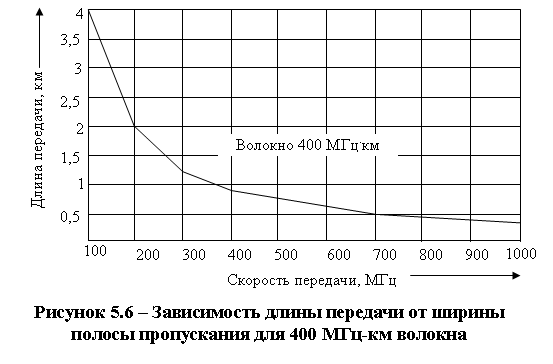 Длина передачи, км
4
3,5
3
2,5
2
1,5
1
0,5
Волокно 400 МГц·км
100 200 300 400 500 600 700 800 900 1000
Скорость передачи, МГц
Рисунок 5.6 – Зависимость длины передачи от ширины
полосы пропускания для 400 МГц-км волокна